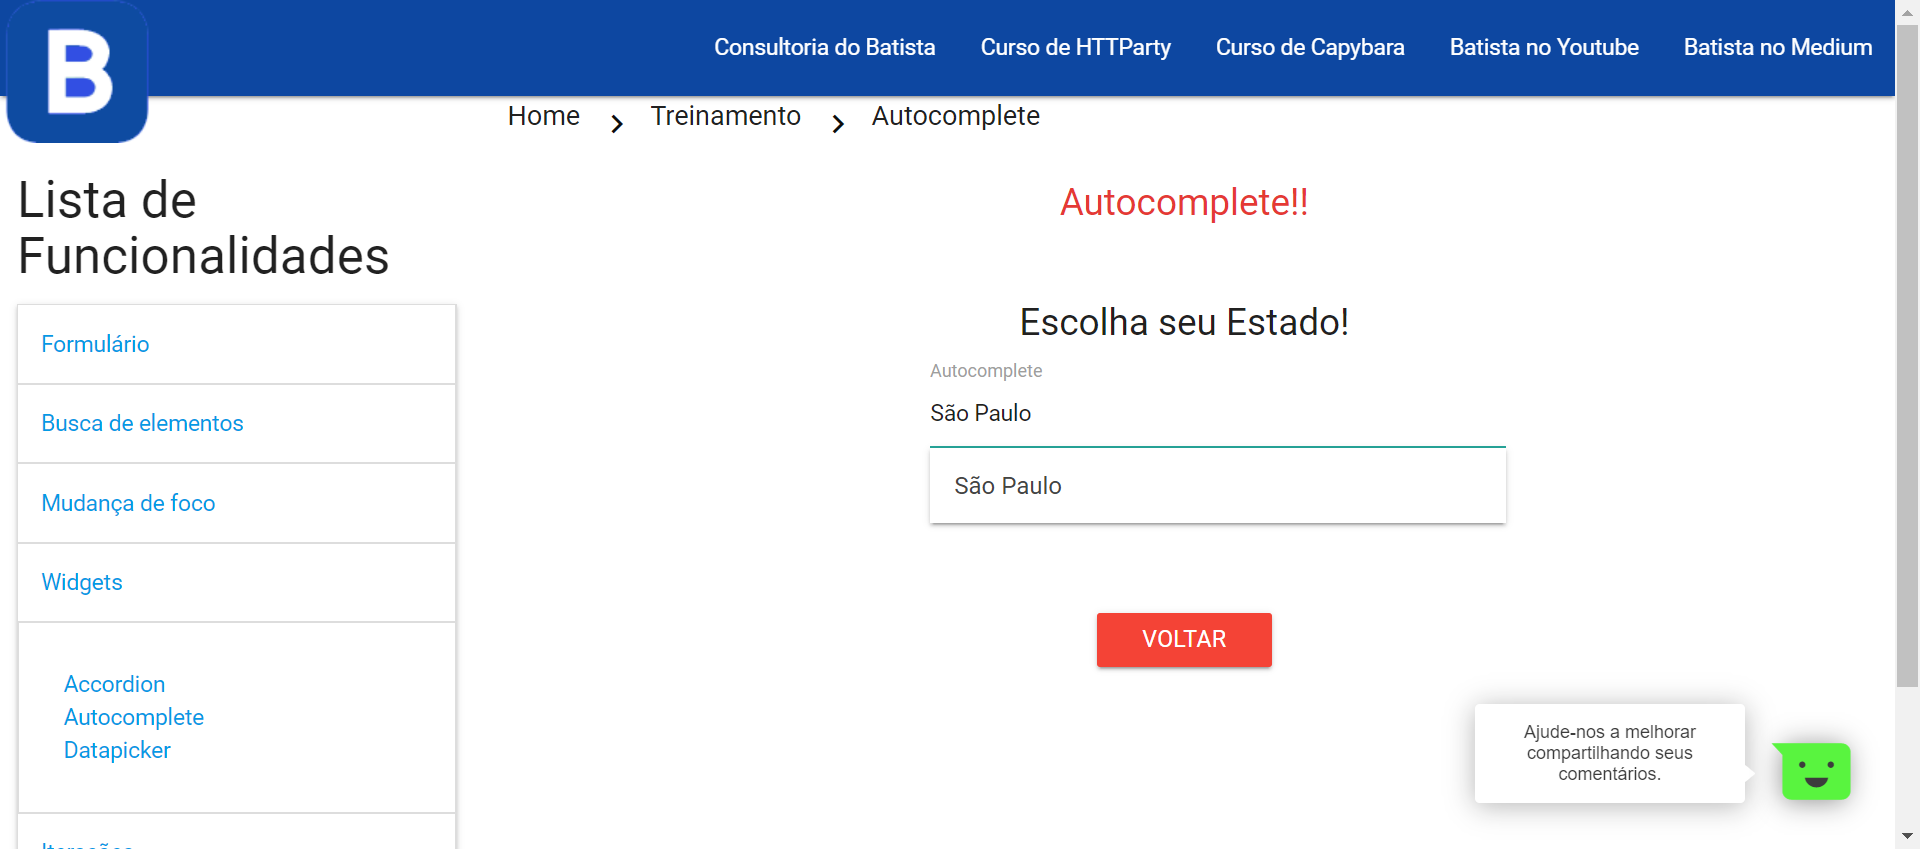 B
Consultoria do Batista
Curso de HTTParty
Curso de Capybara
Batista no Youtube
Batista no Medium
Home
Treinamento
Autocomplete
Lista de
Funcionalidades
Formulário
Busca de elementos
Mudança de foco
Widgets
Accordion
Autocomplete
Datapicker
Autocomplete!!
Escolha seu Estado!
Autocomplete
São Paulo
São Paulo
VOLTAR
Ajude-nos a melhorar
compartilhando seus
comentários.